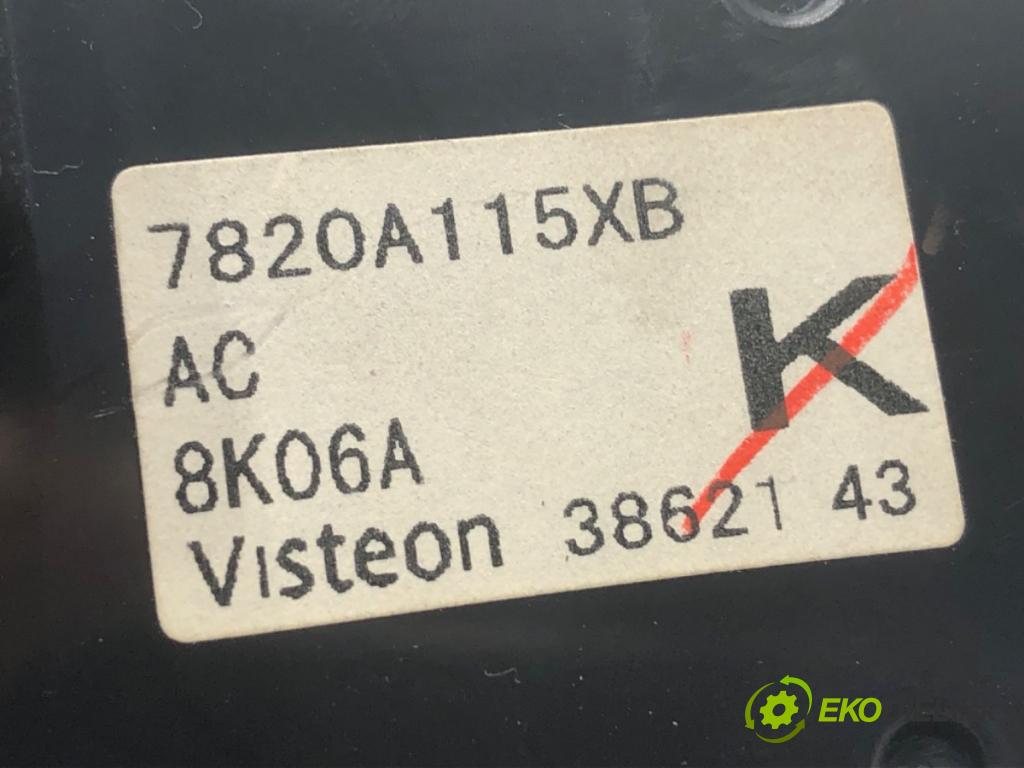 7820A115XB
AC
K
8K06A
Visteon 38621 43
EKO